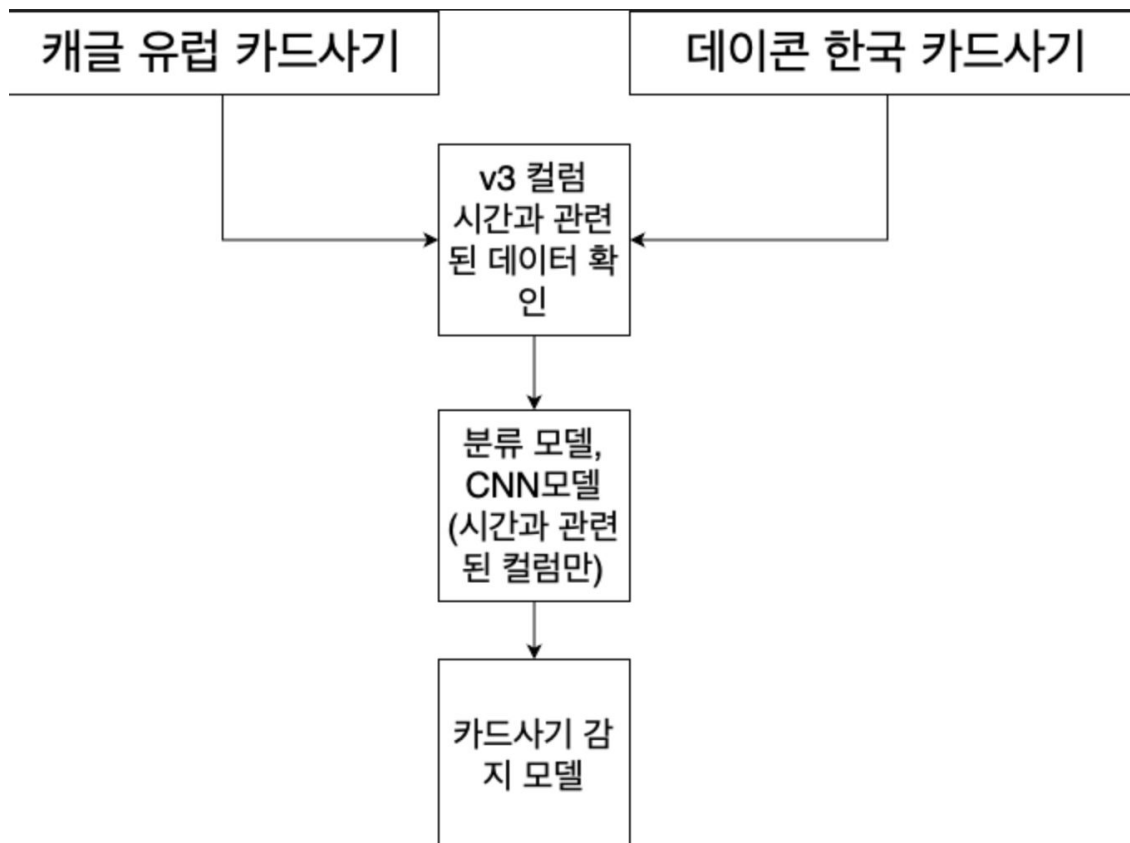 캐글 유럽 카드사기
데이콘 한국 카드사기
v3 컬럼
시간과 관련
된 데이터 확
인
분류 모델,
CNN모델
(시간과 관련
된 컬럼만)
카드사기 감
지 모델